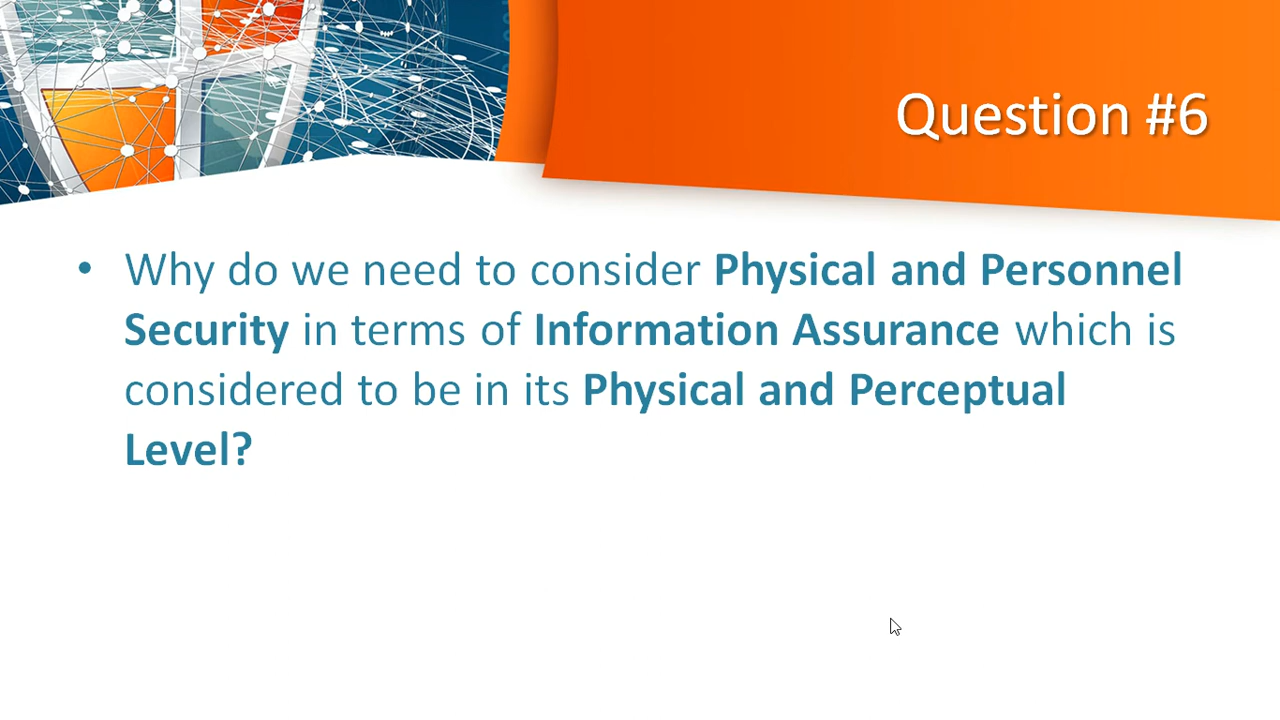 Question #6
• Why do we need to consider Physical and Personnel
Security in terms of Information Assurance which is
considered to be in its Physical and Perceptual
Level?